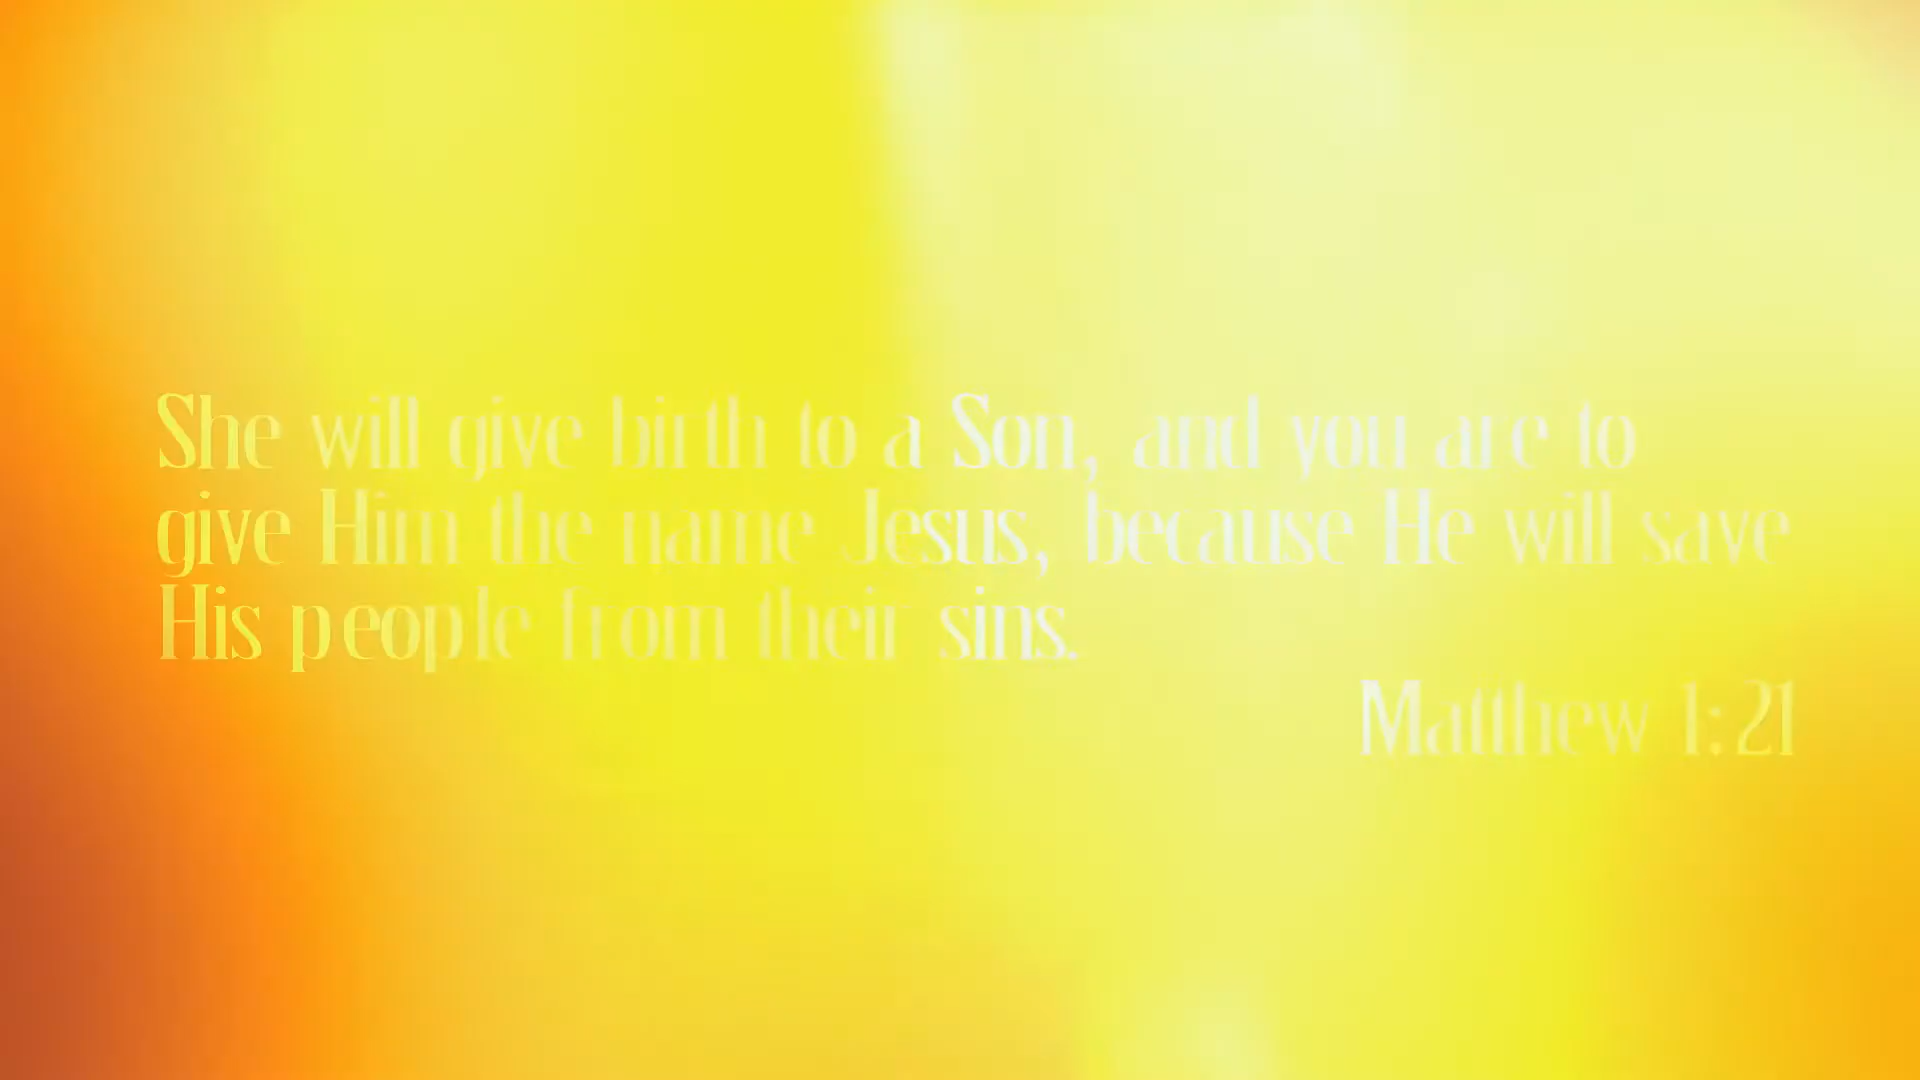 She will give birth to a Son, and you are to
give Him the name Jesus, because He will save
His people from their sins.
Matthew 1:21